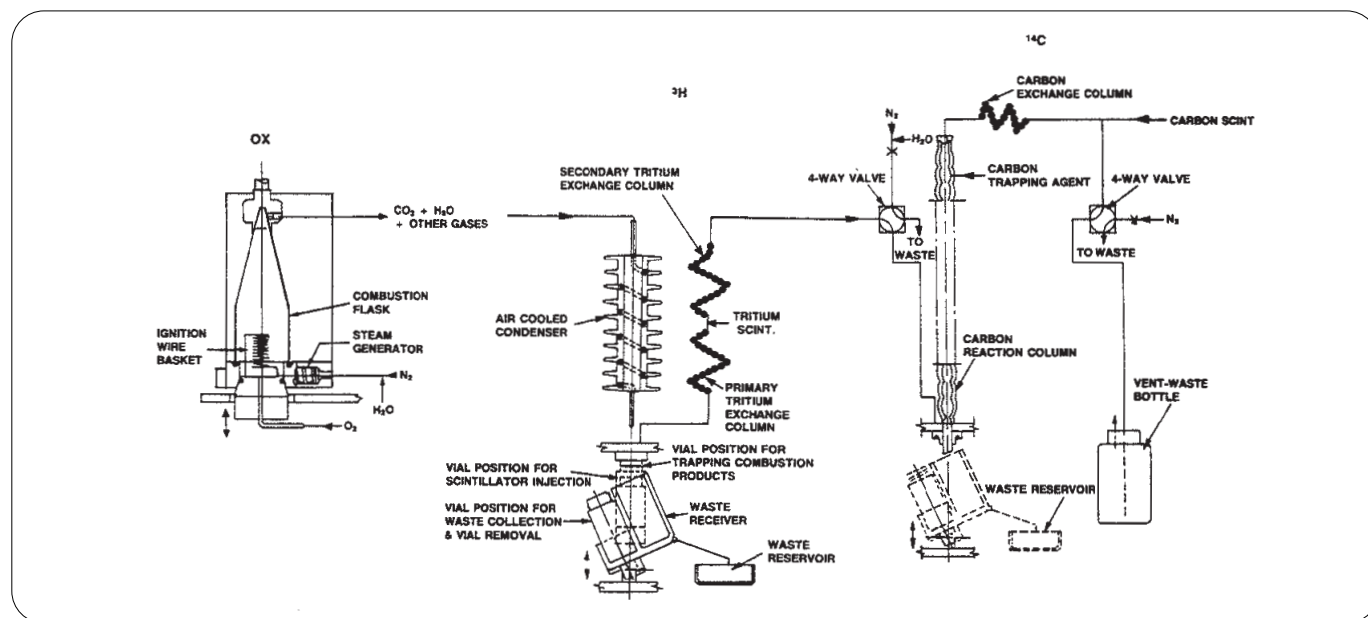 OX
CO₂ + H₂O
+ OTHER GASES
COMBUSTION
FLASK
IGNITION
WIRE
BASKET
STEAM
GENERATOR
N₂
H₂O
O₂
³H
SECONDARY TRITIUM
EXCHANGE COLUMN
AIR COOLED
CONDENSER
TRITIUM
SCINT.
PRIMARY
TRITIUM
EXCHANGE
COLUMN
VIAL POSITION FOR
TRAPPING COMBUSTION
PRODUCTS
VIAL POSITION FOR
SCINTILLATOR INJECTION
VIAL POSITION FOR
WASTE COLLECTION
& VIAL REMOVAL
WASTE
RECEIVER
WASTE
RESERVOIR
¹⁴C
CARBON
EXCHANGE COLUMN
CARBON SCINT
N₂
H₂O
4-WAY VALVE
TO
WASTE
CARBON
TRAPPING AGENT
4-WAY VALVE
N₂
TO WASTE
CARBON
REACTION COLUMN
VENT-WASTE
BOTTLE
WASTE RESERVOIR